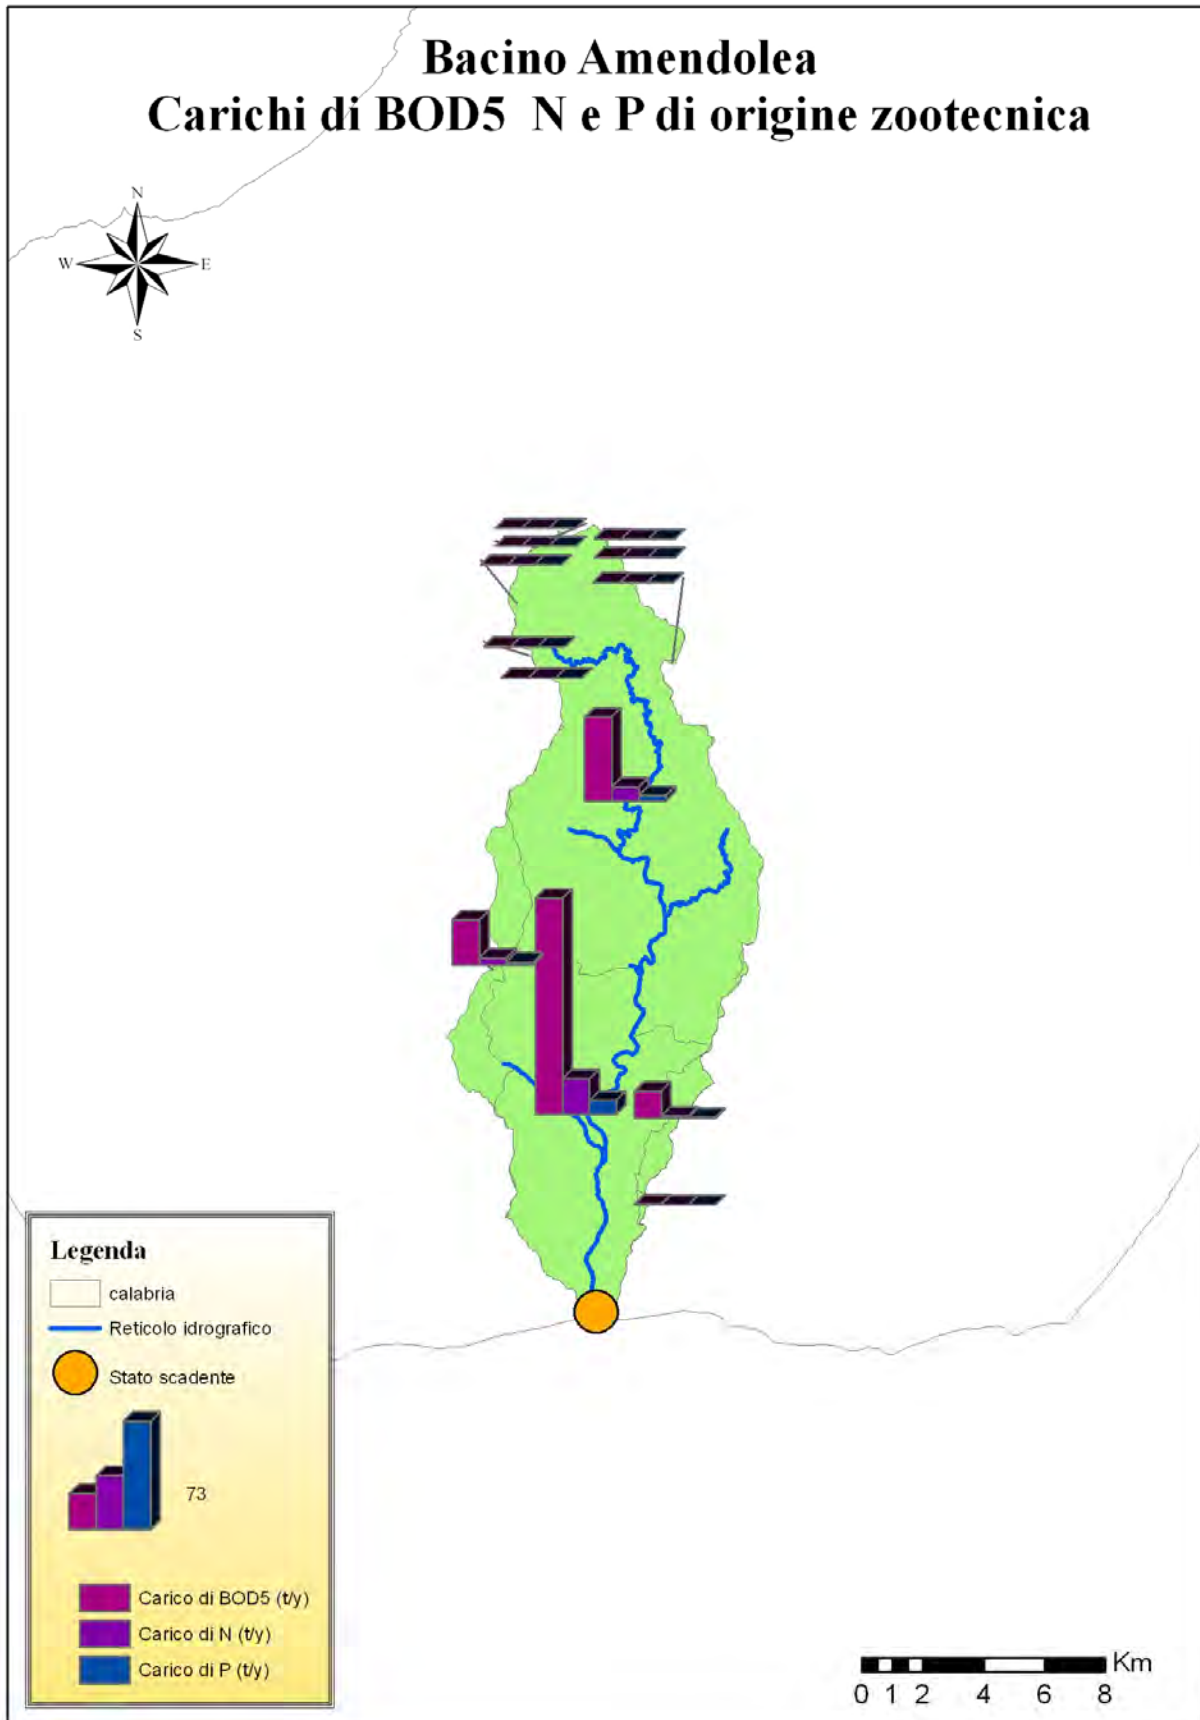 Bacino Amendolea
Carichi di BOD5 N e P di origine zootecnica
N
W
E
S
Legenda
calabria
Reticolo idrografico
Stato scadente
73
Carico di BOD5 (t/y)
Carico di N (t/y)
Carico di P (t/y)
Km
0 1 2 4 6 8